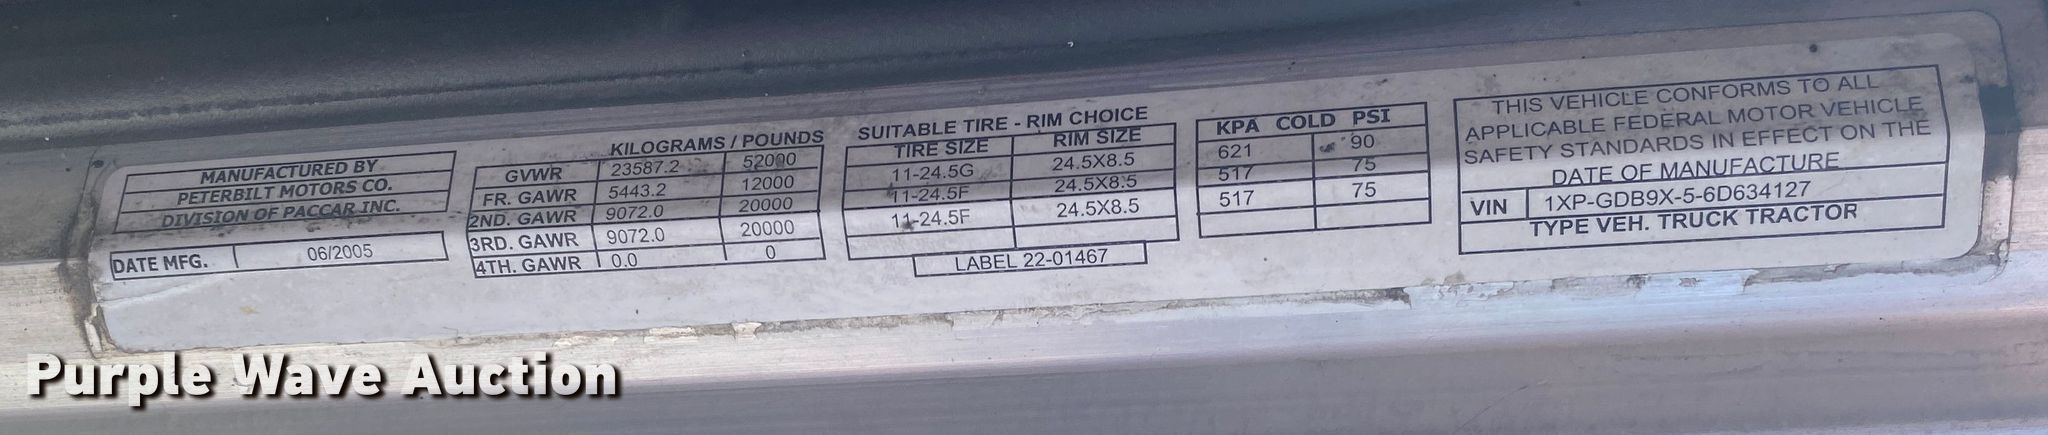 MANUFACTURED BY
PETERBILT MOTORS CO.
DIVISION OF PACCAR INC.
DATE MFG. 06/2005
KILOGRAMS / POUNDS
GVWR 23587.2 52000
FR. GAWR 5443.2 12000
2ND. GAWR 9072.0 20000
3RD. GAWR 9072.0 20000
4TH. GAWR 0.0 0
SUITABLE TIRE - RIM CHOICE
TIRE SIZE RIM SIZE
11-24.5G 24.5X8.5
11-24.5F 24.5X8.5
11-24.5F 24.5X8.5
LABEL 22-01467
KPA COLD PSI
621 90
517 75
517 75
THIS VEHICLE CONFORMS TO ALL
APPLICABLE FEDERAL MOTOR VEHICLE
SAFETY STANDARDS IN EFFECT ON THE
DATE OF MANUFACTURE
VIN 1XP-GDB9X-5-6D634127
TYPE VEH. TRUCK TRACTOR
Purple Wave Auction